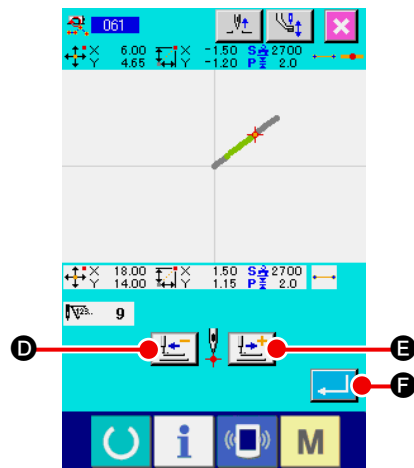 061
X 6.00 X -1.50 S 2700
Y 4.65 Y -1.20 P 2.0
X 18.00 X 1.50 S 2700
Y 14.00 Y 1.15 P 2.0
123.. 9
D E
F
i M